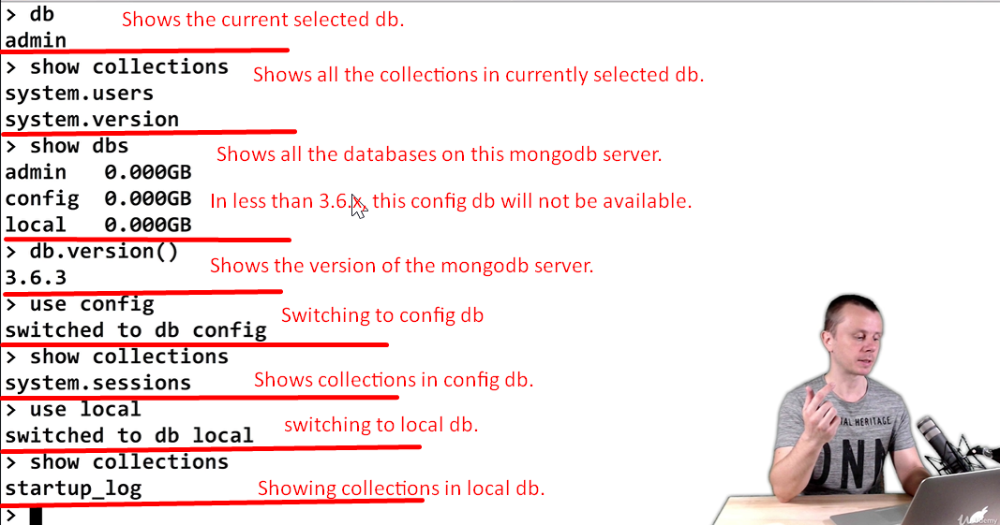 > db
Shows the current selected db.
admin
> show collections
Shows all the collections in currently selected db.
system.users
system.version
> show dbs
Shows all the databases on this mongodb server.
admin 0.000GB
config 0.000GB
In less than 3.6.x, this config db will not be available.
local 0.000GB
> db.version()
Shows the version of the mongodb server.
3.6.3
> use config
Switching to config db
switched to db config
> show collections
system.sessions
Shows collections in config db.
> use local
switching to local db.
switched to db local
> show collections
startup_log
Showing collections in local db.
>
HERITAGE